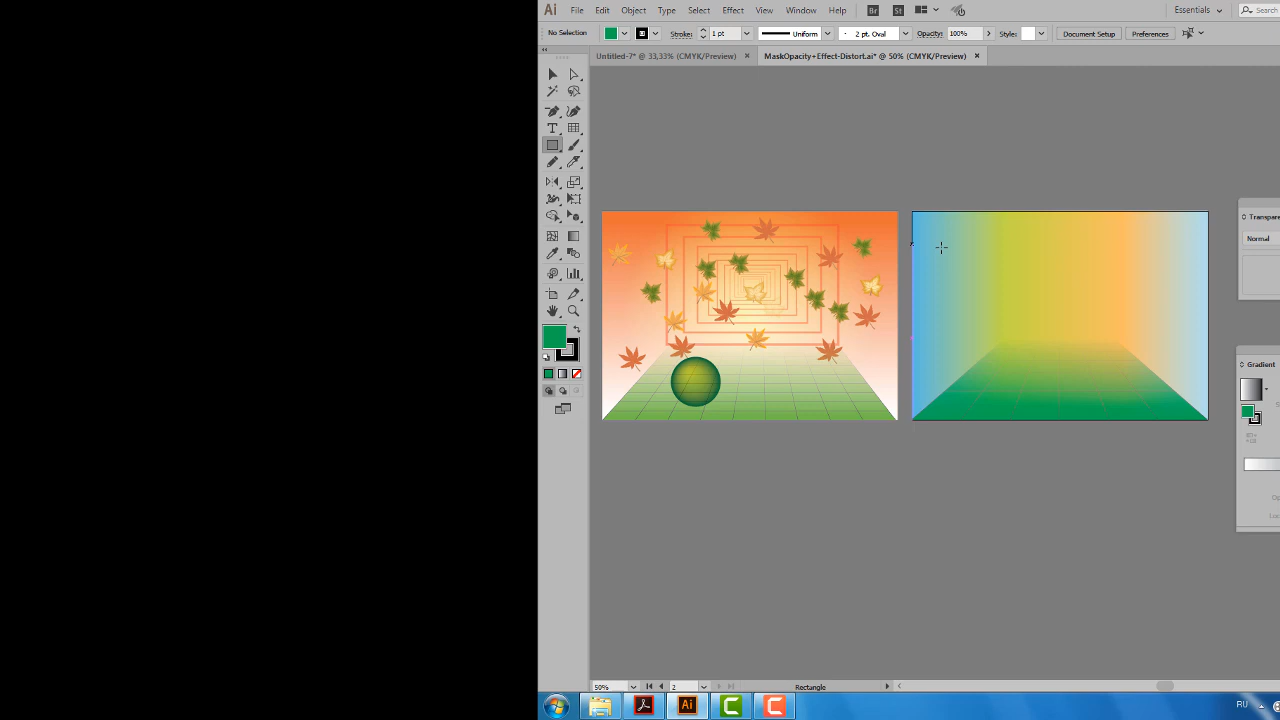 Ai File Edit Object Type Select Effect View Window Help Br St Essentials Search
No Selection Stroke: 1 pt Uniform 2 pt. Oval Opacity: 100% Style: Document Setup Preferences
Untitled-7* @ 33,33% (CMYK/Preview) × MaskOpacity+Effect-Distort.ai* @ 50% (CMYK/Preview) ×
Transpare
Normal
Gradient
50% 2 Rectangle
Ai RU